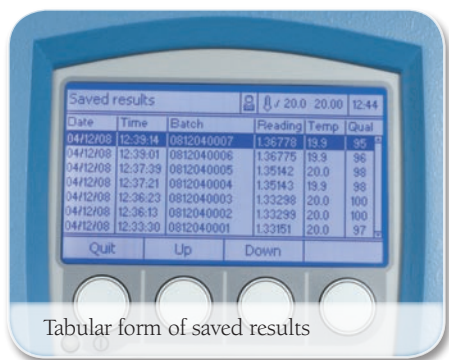 Saved results 20.0 20.00 12:44
Date Time Batch Reading Temp Qual
04/12/08 12:39:14 0812040007 1.36778 19.9 95
04/12/08 12:39:01 0812040006 1.36775 19.9 96
04/12/08 12:37:39 0812040005 1.35142 20.0 98
04/12/08 12:37:21 0812040004 1.35143 19.9 98
04/12/08 12:36:23 0812040003 1.33298 20.0 100
04/12/08 12:36:13 0812040002 1.33299 20.0 100
04/12/08 12:33:30 0812040001 1.33151 20.0 97
Quit Up Down
Tabular form of saved results